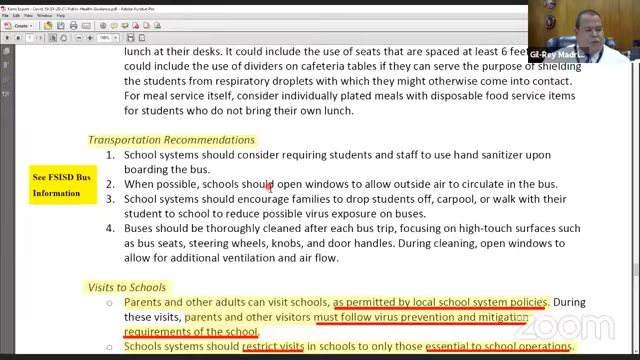 Kami Export - Covid-19-SY-20-21-Public-Health-Guidance.pdf - Adobe Acrobat Pro
lunch at their desks. It could include the use of seats that are spaced at least 6 feet
could include the use of dividers on cafeteria tables if they can serve the purpose of shielding
the students from respiratory droplets with which they might otherwise come into contact.
For meal service itself, consider individually plated meals with disposable food service items
for students who do not bring their own lunch.
Gil-Rey Madri...
Transportation Recommendations
1. School systems should consider requiring students and staff to use hand sanitizer upon
boarding the bus.
See FSISD Bus
Information
2. When possible, schools should open windows to allow outside air to circulate in the bus.
3. School systems should encourage families to drop students off, carpool, or walk with their
student to school to reduce possible virus exposure on buses.
4. Buses should be thoroughly cleaned after each bus trip, focusing on high-touch surfaces such
as bus seats, steering wheels, knobs, and door handles. During cleaning, open windows to
allow for additional ventilation and air flow.
Visits to Schools
o Parents and other adults can visit schools, as permitted by local school system policies. During
these visits, parents and other visitors must follow virus prevention and mitigation
requirements of the school.
o Schools systems should restrict visits in schools to only those essential to school operations.
zoom